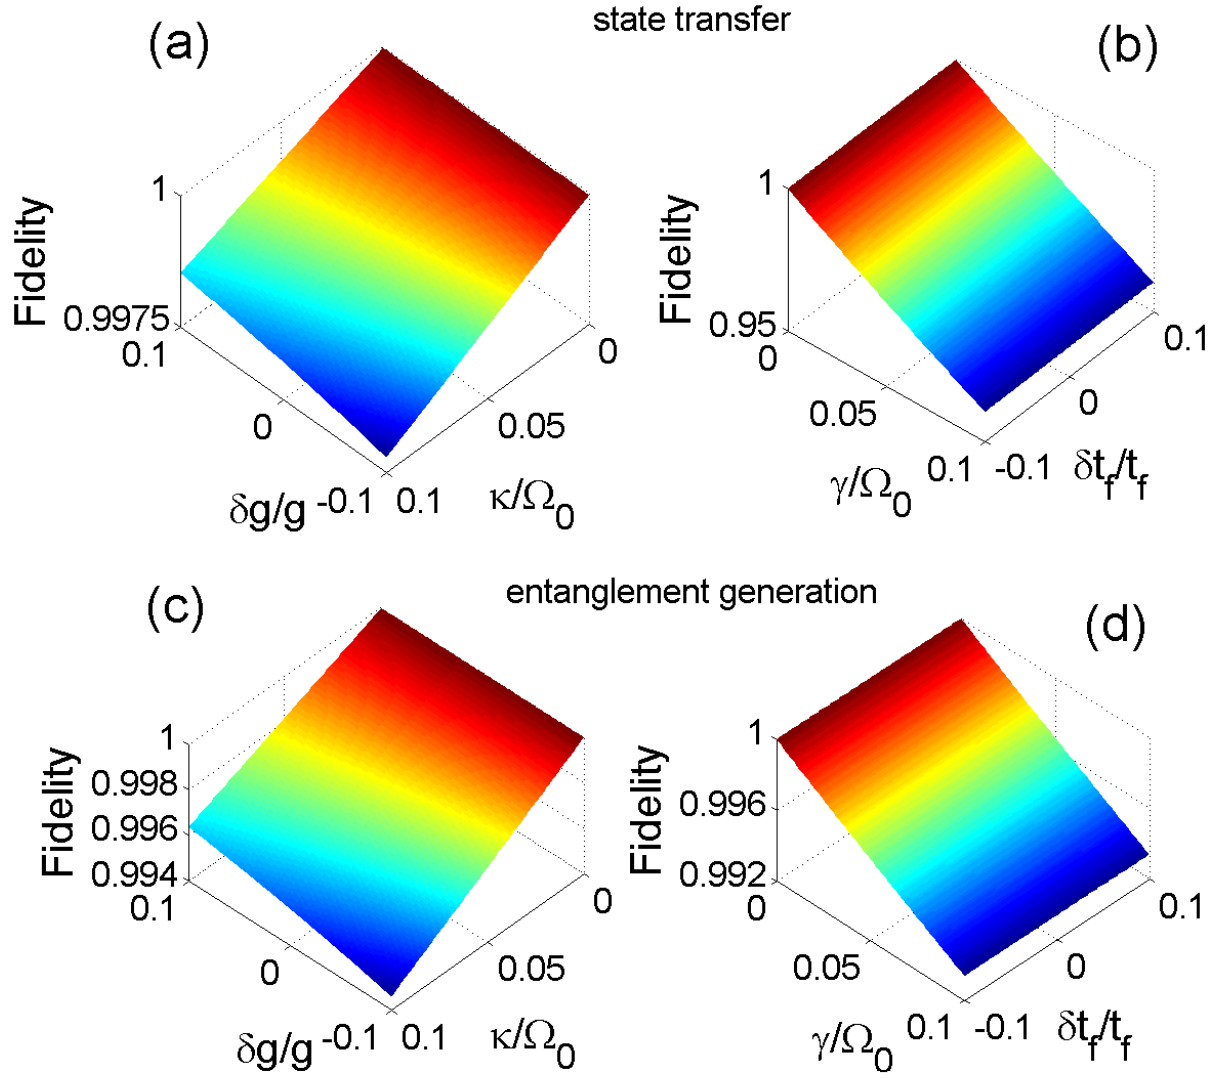 state transfer
(a)
(b)
Fidelity
1
0.9975
0.1
0
-0.1
δg/g
0.1
0.05
0
κ/Ω0
Fidelity
1
0.95
0
0.05
0.1
γ/Ω0
-0.1
0
0.1
δtf/tf
entanglement generation
(c)
(d)
Fidelity
1
0.998
0.996
0.994
0.1
0
-0.1
δg/g
0.1
0.05
0
κ/Ω0
Fidelity
1
0.996
0.992
0
0.05
0.1
γ/Ω0
-0.1
0
0.1
δtf/tf